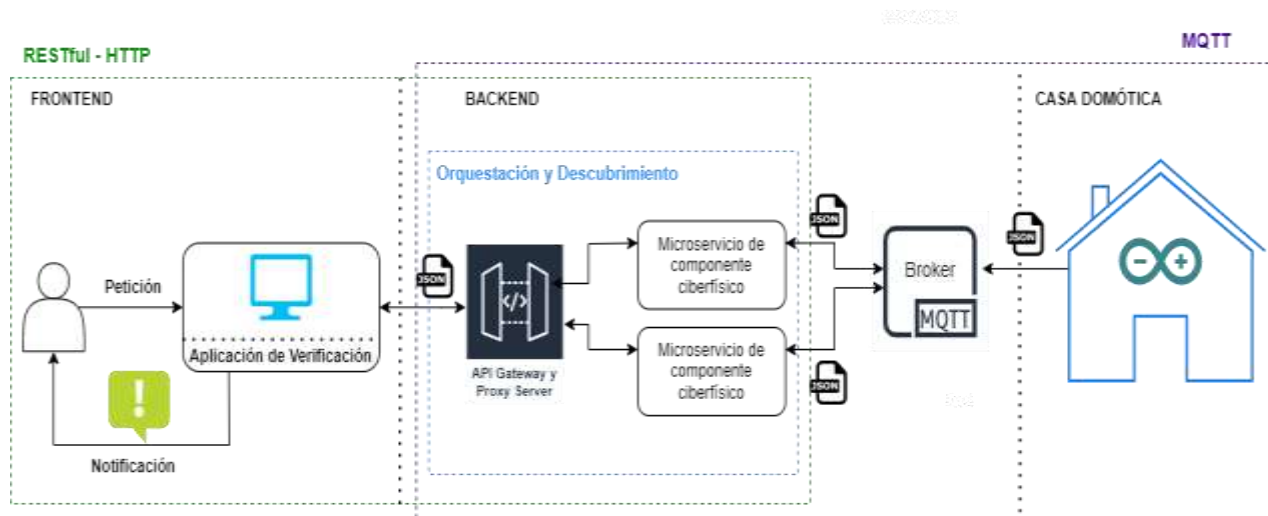 RESTful - HTTP
MQTT
FRONTEND
BACKEND
CASA DOMÓTICA
Orquestación y Descubrimiento
Petición
Aplicación de Verificación
Notificación
JSON
</>
API Gateway y
Proxy Server
Microservicio de
componente
ciberfísico
Microservicio de
componente
ciberfísico
JSON
JSON
Broker
MQTT
JSON